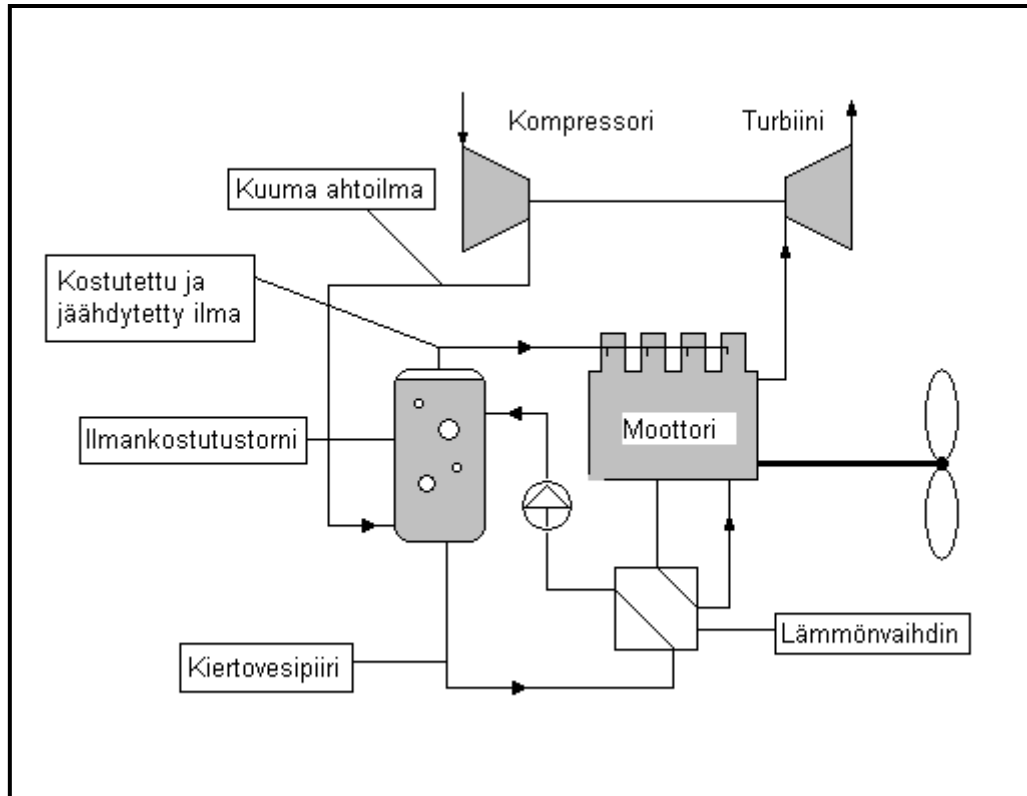 Kompressori
Turbiini
Kuuma ahtoilma
Kostutettu ja
jäähdytetty ilma
Ilmankostutustorni
Moottori
Lämmönvaihdin
Kiertovesipiiri